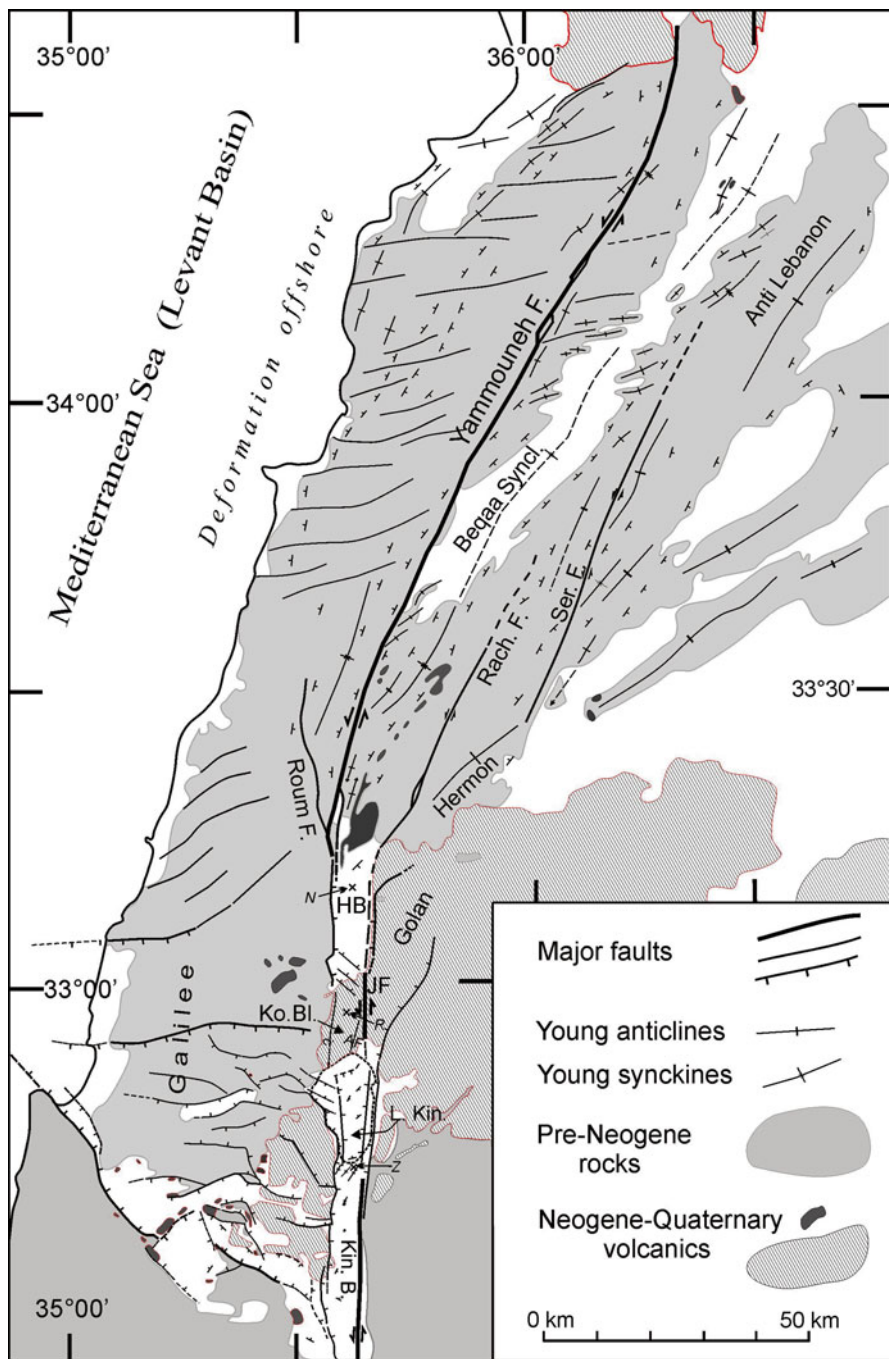 35°00'
36°00'
Mediterranean Sea (Levant Basin)
Deformation offshore
Anti Lebanon
Yammouneh F.
34°00'
Beqaa Syncl.
Ser. F.
Rach. F.
33°30'
Hermon
Roum F.
N
HB
Golan
33°00'
JF
Ko.Bl.
R
Galilee
L. Kin.
Z
Kin. B.
35°00'
Major faults
Young anticlines
Young synckines
Pre-Neogene
rocks
Neogene-Quaternary
volcanics
0 km
50 km